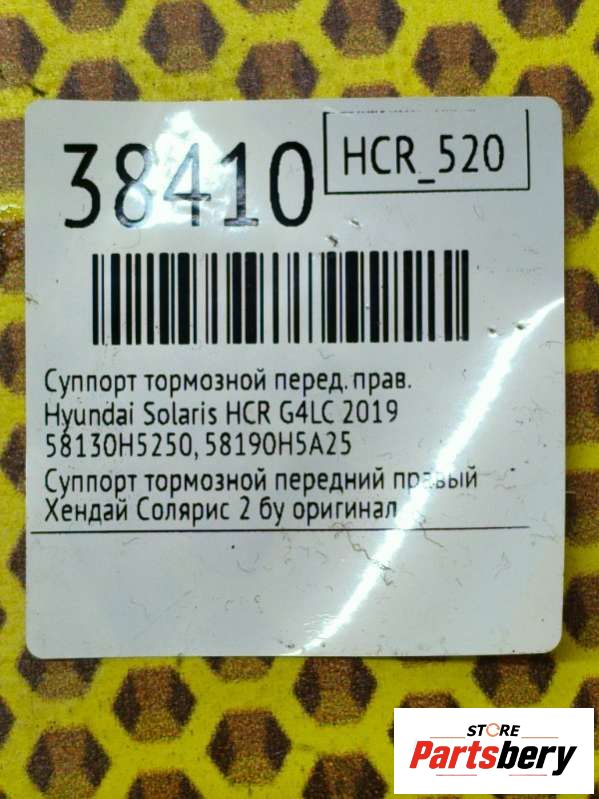 38410
HCR_520
Суппорт тормозной перед. прав.
Hyundai Solaris HCR G4LC 2019
58130H5250, 58190H5A25
Суппорт тормозной передний правый
Хендай Солярис 2 бу оригинал
STORE
Partsbery